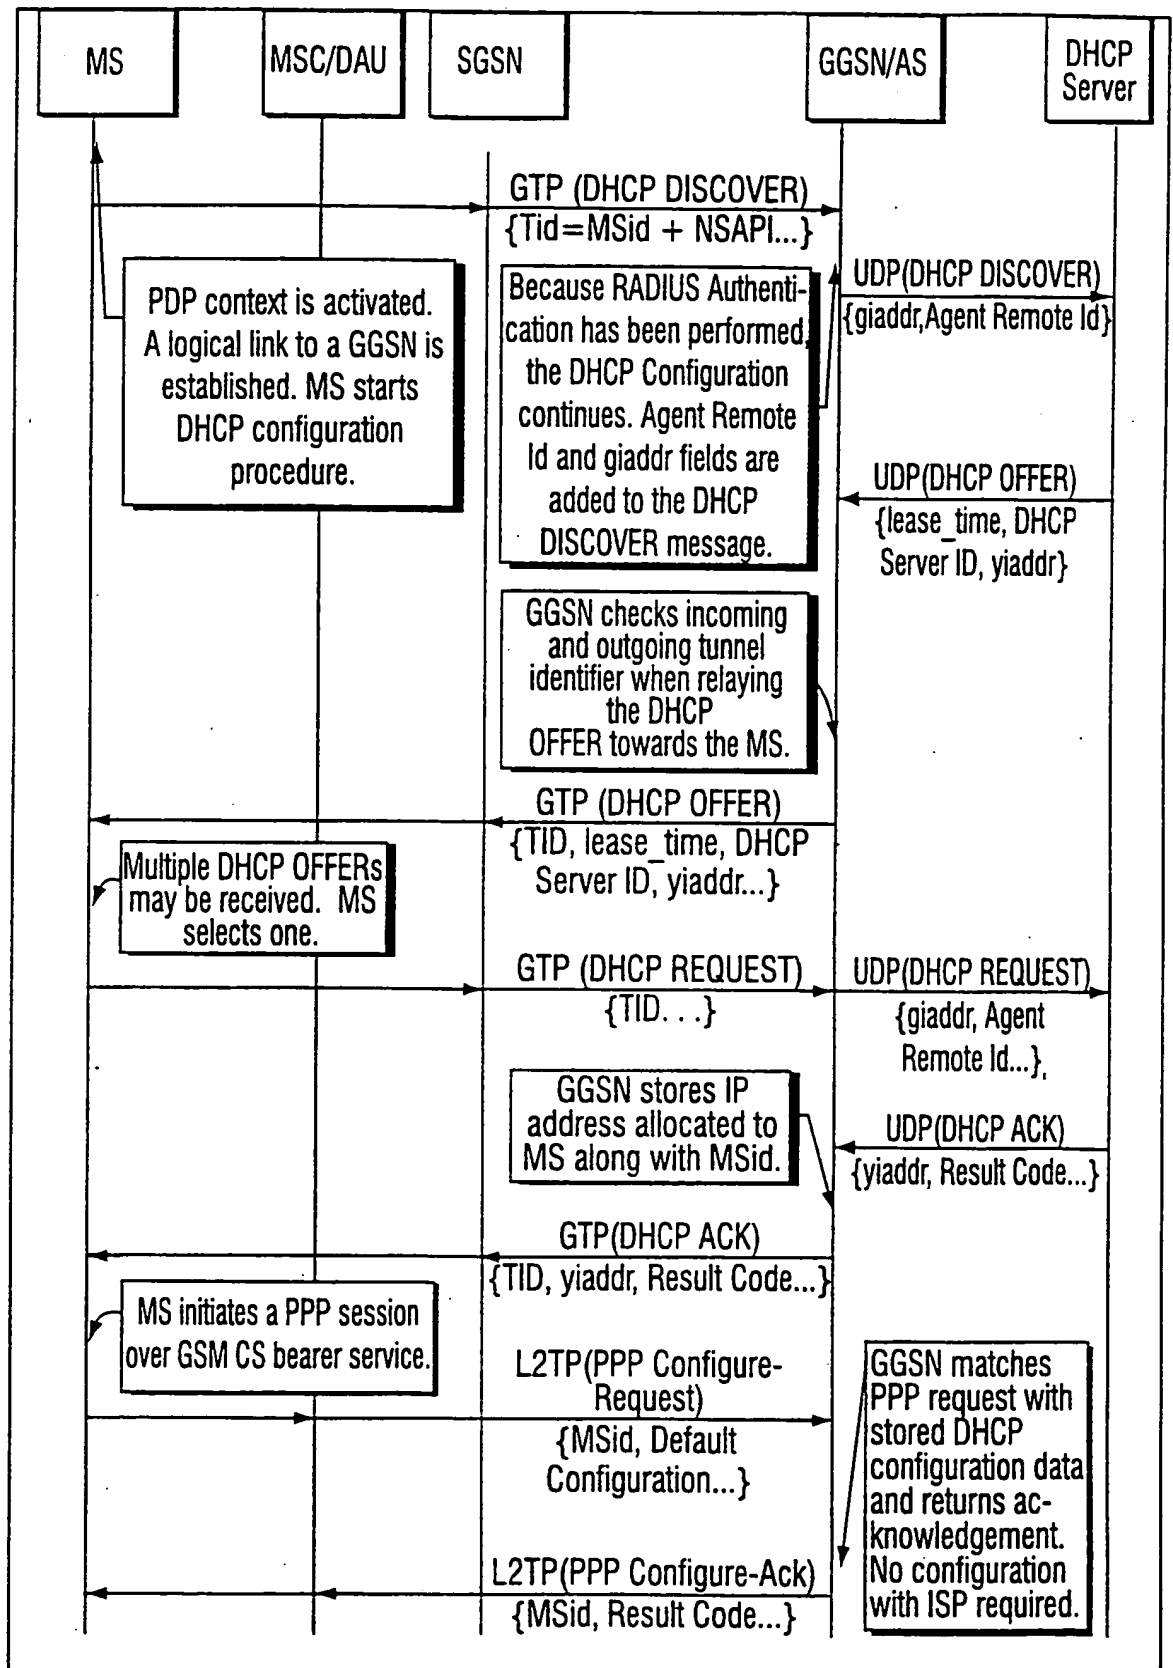 MS
MSC/DAU
SGSN
GGSN/AS
DHCP
Server
GTP (DHCP DISCOVER)
{Tid=MSid + NSAPI...}
PDP context is activated.
A logical link to a GGSN is
established. MS starts
DHCP configuration
procedure.
Because RADIUS Authenti-
cation has been performed,
the DHCP Configuration
continues. Agent Remote
Id and giaddr fields are
added to the DHCP
DISCOVER message.
UDP(DHCP DISCOVER)
{giaddr,Agent Remote Id}
UDP(DHCP OFFER)
{lease_time, DHCP
Server ID, yiaddr}
GGSN checks incoming
and outgoing tunnel
identifier when relaying
the DHCP
OFFER towards the MS.
GTP (DHCP OFFER)
{TID, lease_time, DHCP
Server ID, yiaddr...}
Multiple DHCP OFFERs
may be received. MS
selects one.
GTP (DHCP REQUEST)
{TID. . .}
UDP(DHCP REQUEST)
{giaddr, Agent
Remote Id...},
GGSN stores IP
address allocated to
MS along with MSid.
UDP(DHCP ACK)
{yiaddr, Result Code...}
GTP(DHCP ACK)
{TID, yiaddr, Result Code...}
MS initiates a PPP session
over GSM CS bearer service.
L2TP(PPP Configure-
Request)
{MSid, Default
Configuration...}
GGSN matches
PPP request with
stored DHCP
configuration data
and returns ac-
knowledgement.
No configuration
with ISP required.
L2TP(PPP Configure-Ack)
{MSid, Result Code...}